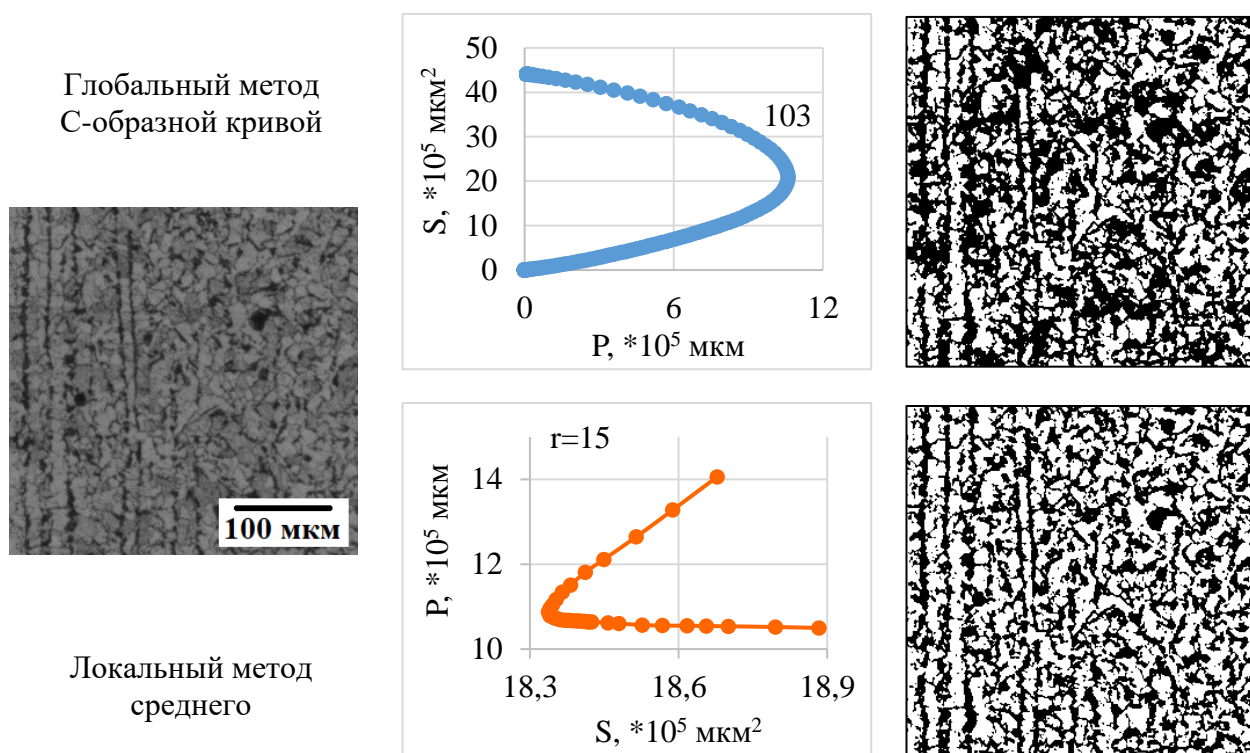 Глобальный метод
С-образной кривой
100 мкм
Локальный метод
среднего
S, *10⁵ мкм²
50
40
30
20
10
0
103
0 6 12
P, *10⁵ мкм
P, *10⁵ мкм
r=15
14
12
10
18,3 18,6 18,9
S, *10⁵ мкм²